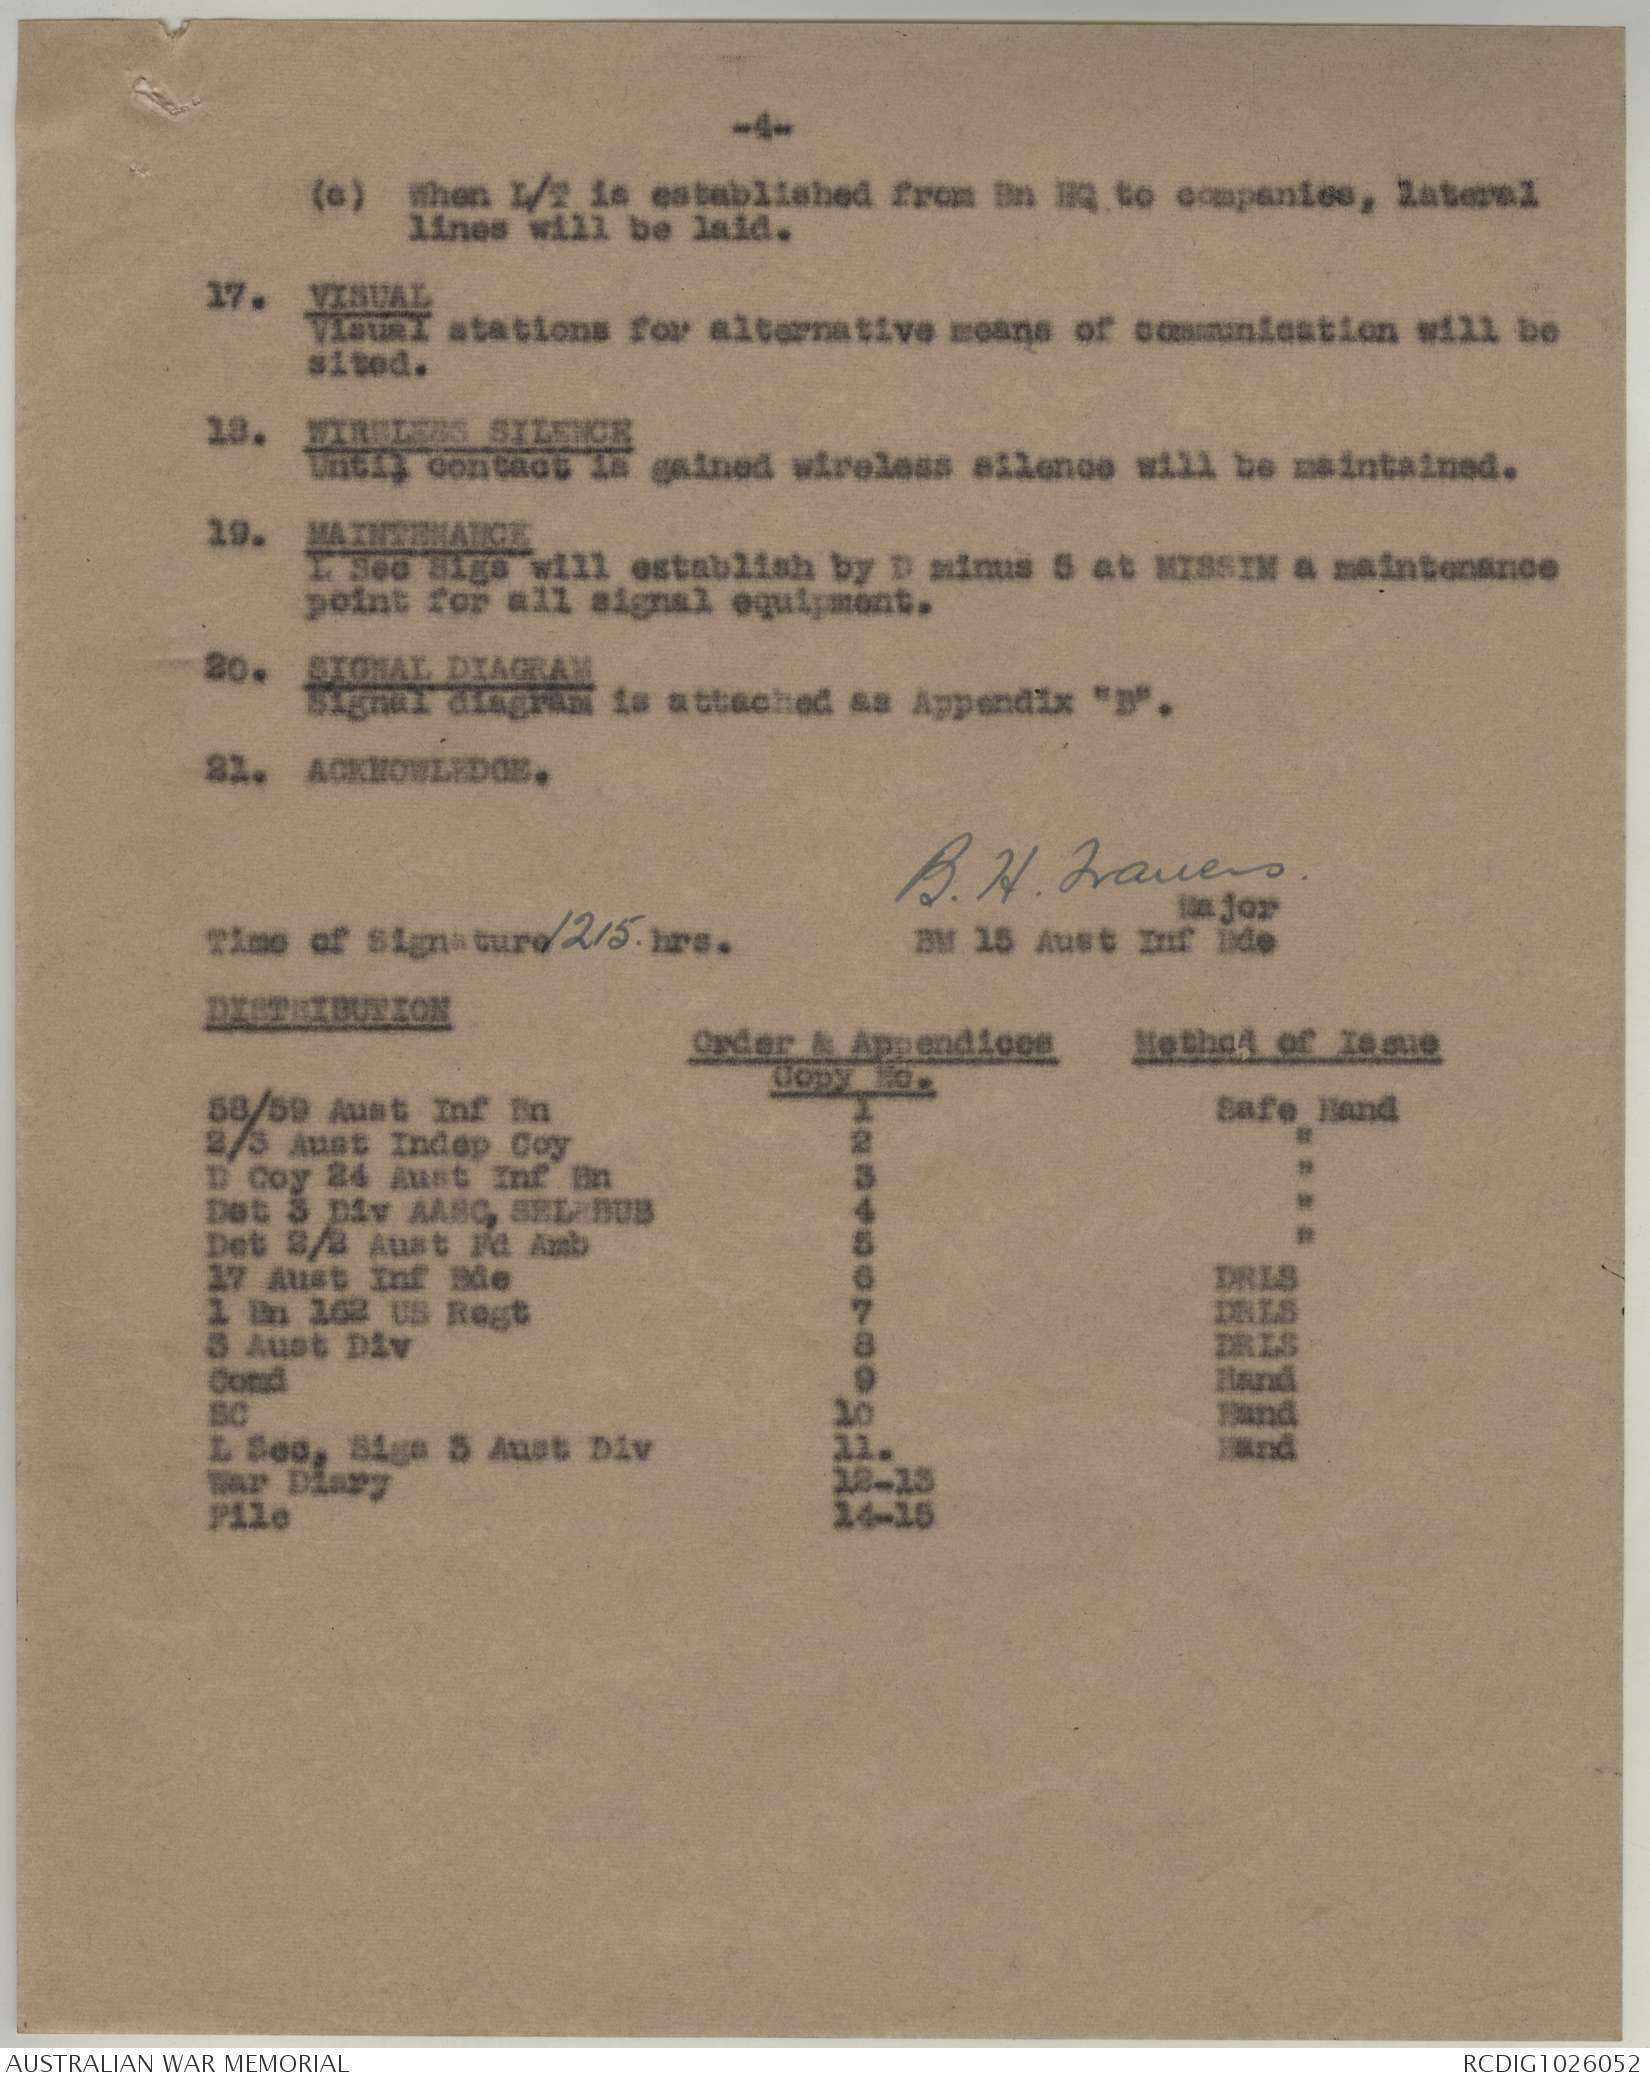 -4-
(c) When L/T is established from Bn HQ to companies, lateral
lines will be laid.
17. VISUAL
Visual stations for alternative means of communication will be
sited.
18. WIRELESS SILENCE
Until contact is gained wireless silence will be maintained.
19. MAINTENANCE
L Sec Sigs will establish by D minus 5 at MISSIM a maintenance
point for all signal equipment.
20. SIGNAL DIAGRAM
Signal diagram is attached as Appendix "B".
21. ACKNOWLEDGE.
B. H. Travers.
Major
Time of Signature 1215 hrs. BM 15 Aust Inf Bde
DISTRIBUTION
Order & Appendices Method of Issue
Copy No.
58/59 Aust Inf Bn 1 Safe Hand
2/3 Aust Indep Coy 2 "
D Coy 24 Aust Inf Bn 3 "
Det 3 Div AASC, SELEBUB 4 "
Det 2/2 Aust Fd Amb 5 "
17 Aust Inf Bde 6 DRLS
1 Bn 162 US Regt 7 DRLS
3 Aust Div 8 DRLS
Comd 9 Hand
SC 10 Hand
L Sec, Sigs 3 Aust Div 11. Hand
War Diary 12-13
File 14-15
AUSTRALIAN WAR MEMORIAL RCDIG1026052